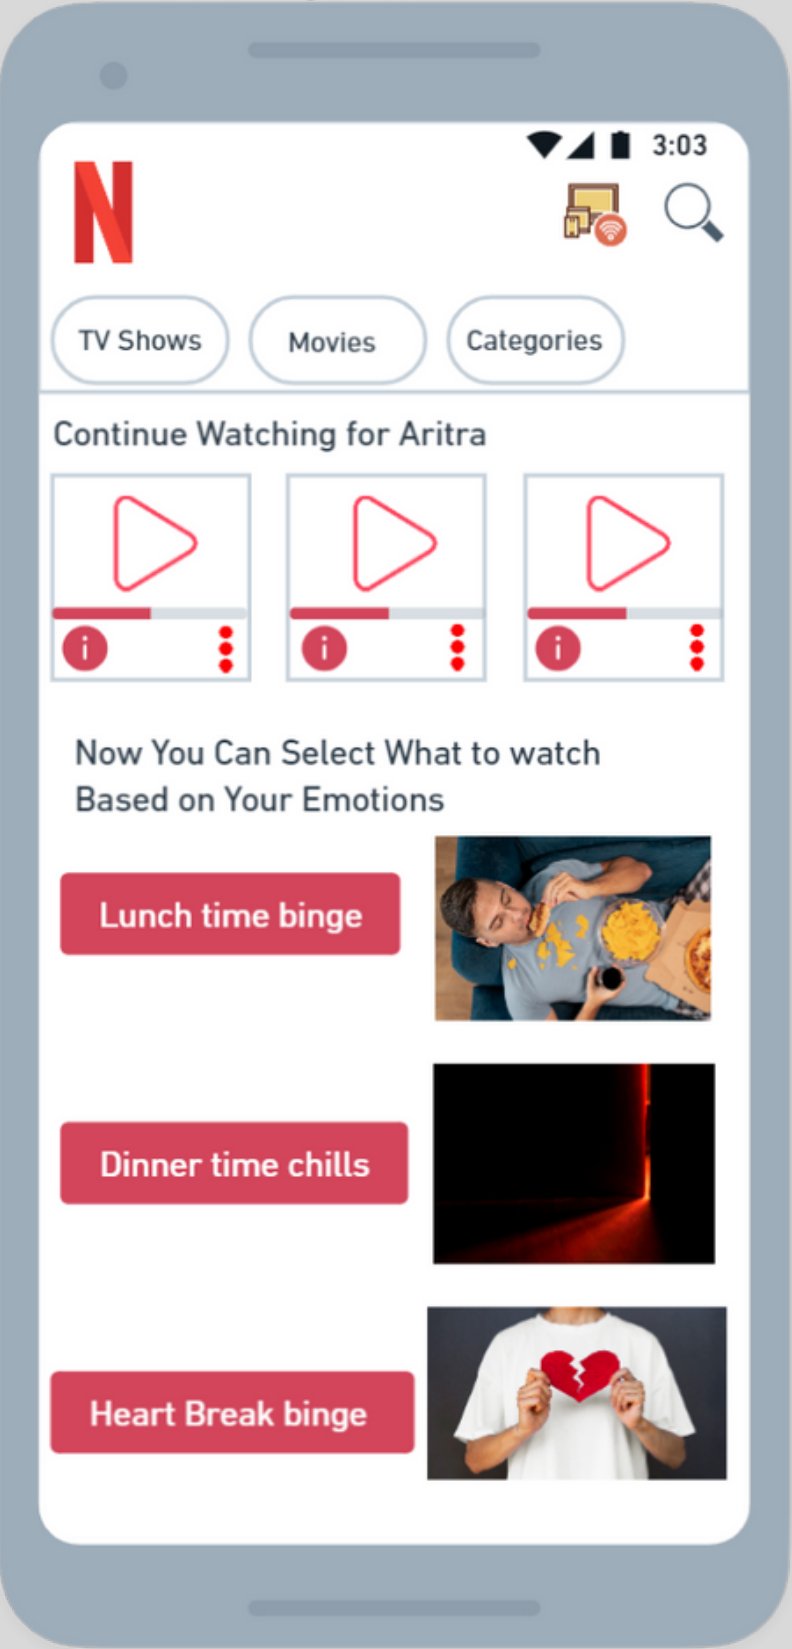 3:03
N
TV Shows
Movies
Categories
Continue Watching for Aritra
i
i
i
Now You Can Select What to watch
Based on Your Emotions
Lunch time binge
Dinner time chills
Heart Break binge